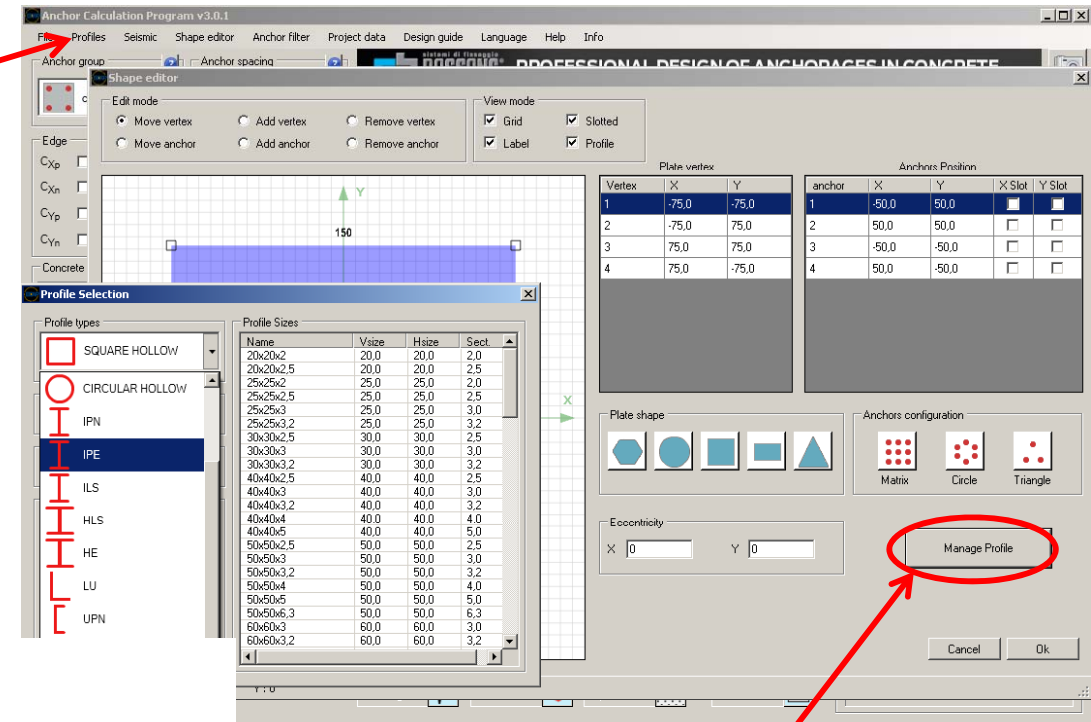 Anchor Calculation Program v3.0.1
File Profiles Seismic Shape editor Anchor filter Project data Design guide Language Help Info
Anchor group Anchor spacing sistemi di fissaggio PROFESSIONAL DESIGN OF ANCHORAGES IN CONCRETE
Shape editor
Edit mode View mode
Move vertex Add vertex Remove vertex Grid Slotted
Move anchor Add anchor Remove anchor Label Profile
Edge
CXp
CXn
CYp
CYn
Concrete
Y
150
X
Plate vertex
Vertex X Y
1 -75,0 -75,0
2 -75,0 75,0
3 75,0 75,0
4 75,0 -75,0
Anchors Position
anchor X Y X Slot Y Slot
1 -50,0 50,0
2 50,0 50,0
3 -50,0 -50,0
4 50,0 -50,0
Profile Selection
Profile types
SQUARE HOLLOW
CIRCULAR HOLLOW
IPN
IPE
ILS
HLS
HE
LU
UPN
Profile Sizes
Name Vsize Hsize Sect.
20x20x2 20,0 20,0 2,0
20x20x2,5 20,0 20,0 2,5
25x25x2 25,0 25,0 2,0
25x25x2,5 25,0 25,0 2,5
25x25x3 25,0 25,0 3,0
25x25x3,2 25,0 25,0 3,2
30x30x2,5 30,0 30,0 2,5
30x30x3 30,0 30,0 3,0
30x30x3,2 30,0 30,0 3,2
40x40x2,5 40,0 40,0 2,5
40x40x3 40,0 40,0 3,0
40x40x3,2 40,0 40,0 3,2
40x40x4 40,0 40,0 4,0
40x40x5 40,0 40,0 5,0
50x50x2,5 50,0 50,0 2,5
50x50x3 50,0 50,0 3,0
50x50x3,2 50,0 50,0 3,2
50x50x4 50,0 50,0 4,0
50x50x5 50,0 50,0 5,0
50x50x6,3 50,0 50,0 6,3
60x60x3 60,0 60,0 3,0
60x60x3,2 60,0 60,0 3,2
Plate shape
Anchors configuration
Matrix Circle Triangle
Eccentricity
X 0 Y 0
Manage Profile
Cancel Ok
Y : 0